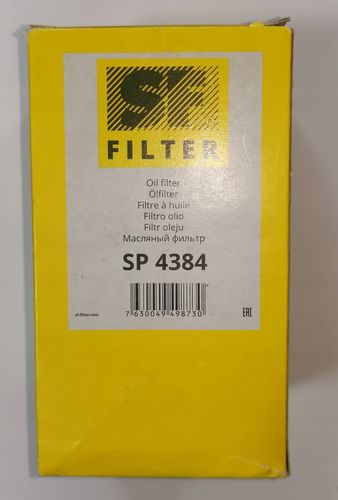 SF
FILTER
Oil filter
Ölfilter
Filtre à huile
Filtro olio
Filtr oleju
Масляный фильтр
SP 4384
7 630049 498730
sf-filter.com
EAC